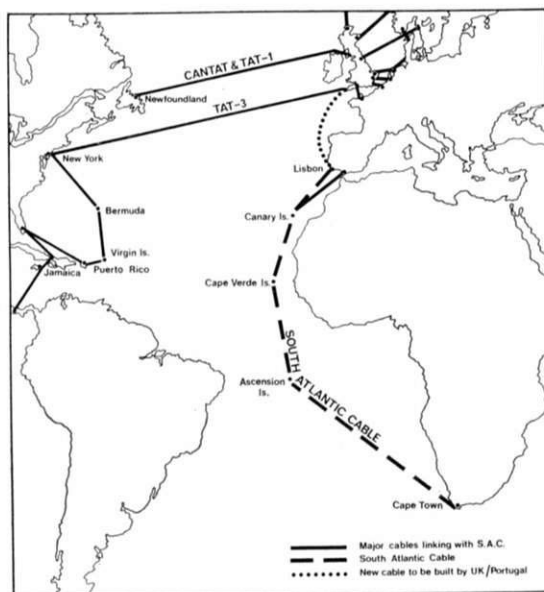 CANTAT & TAT-1
Newfoundland
TAT-3
New York
Lisbon
Bermuda
Canary Is.
Virgin Is.
Puerto Rico
Jamaica
Cape Verde Is.
SOUTH ATLANTIC CABLE
Ascension
Is.
Cape Town
Major cables linking with S.A.C.
South Atlantic Cable
New cable to be built by UK/Portugal